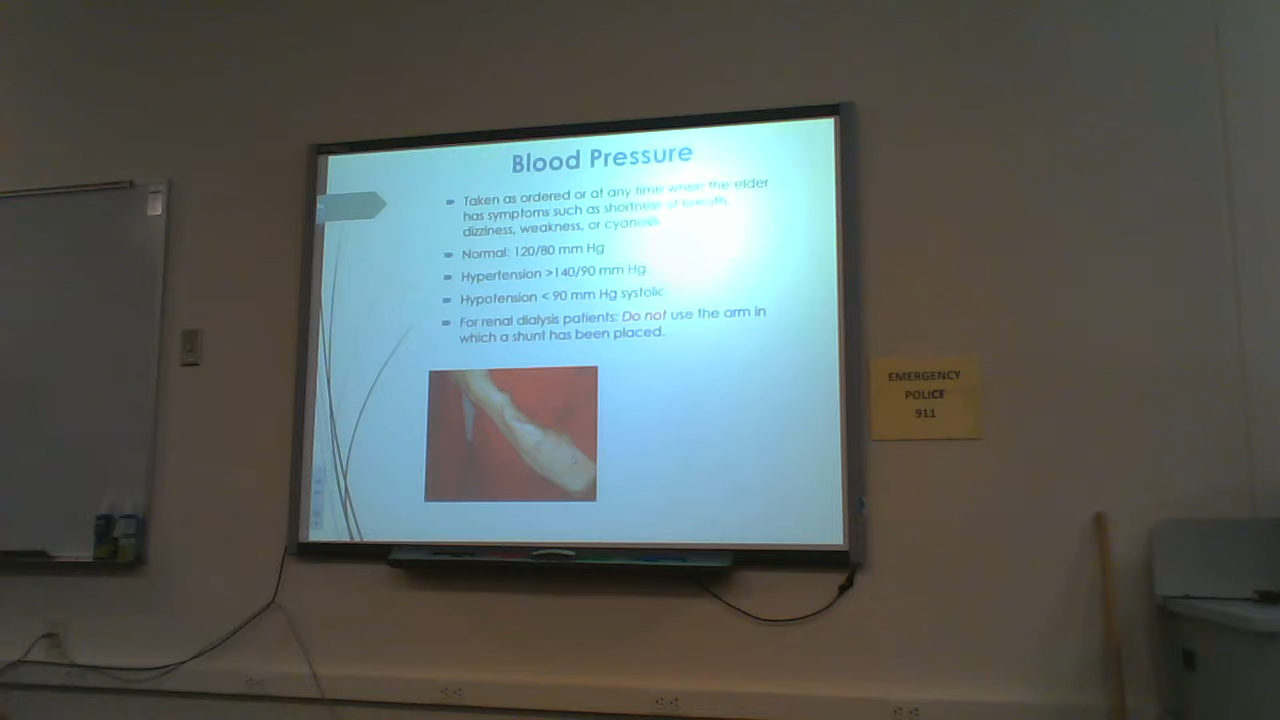 Blood Pressure
Taken as ordered or at any time when the elder
has symptoms such as shortness of breath,
dizziness, weakness, or cyanosis
Normal: 120/80 mm Hg
Hypertension >140/90 mm Hg
Hypotension < 90 mm Hg systolic
For renal dialysis patients: Do not use the arm in
which a shunt has been placed.
EMERGENCY
POLICE
911